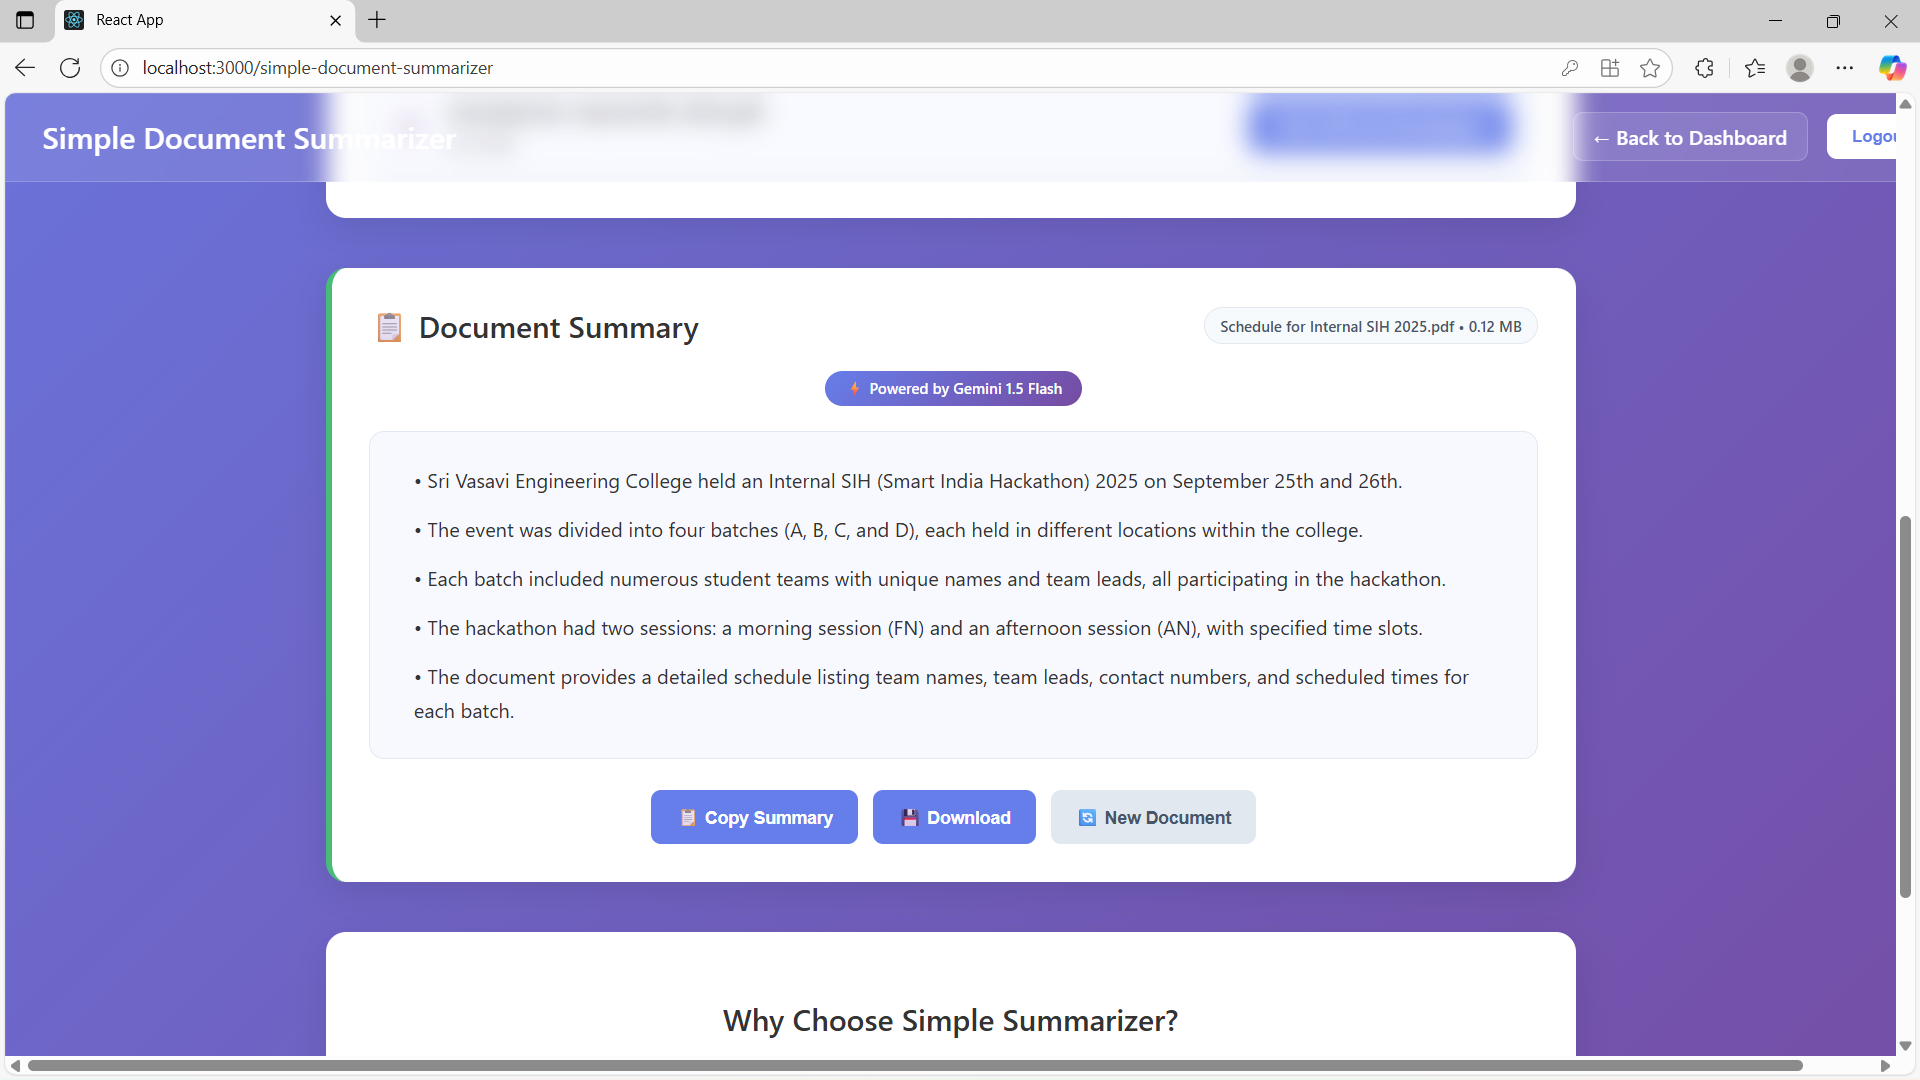 React App
localhost:3000/simple-document-summarizer
Simple Document Summarizer
← Back to Dashboard
Logou
📋 Document Summary
Schedule for Internal SIH 2025.pdf • 0.12 MB
⚡ Powered by Gemini 1.5 Flash
• Sri Vasavi Engineering College held an Internal SIH (Smart India Hackathon) 2025 on September 25th and 26th.
• The event was divided into four batches (A, B, C, and D), each held in different locations within the college.
• Each batch included numerous student teams with unique names and team leads, all participating in the hackathon.
• The hackathon had two sessions: a morning session (FN) and an afternoon session (AN), with specified time slots.
• The document provides a detailed schedule listing team names, team leads, contact numbers, and scheduled times for
each batch.
📋 Copy Summary
💾 Download
🔄 New Document
Why Choose Simple Summarizer?